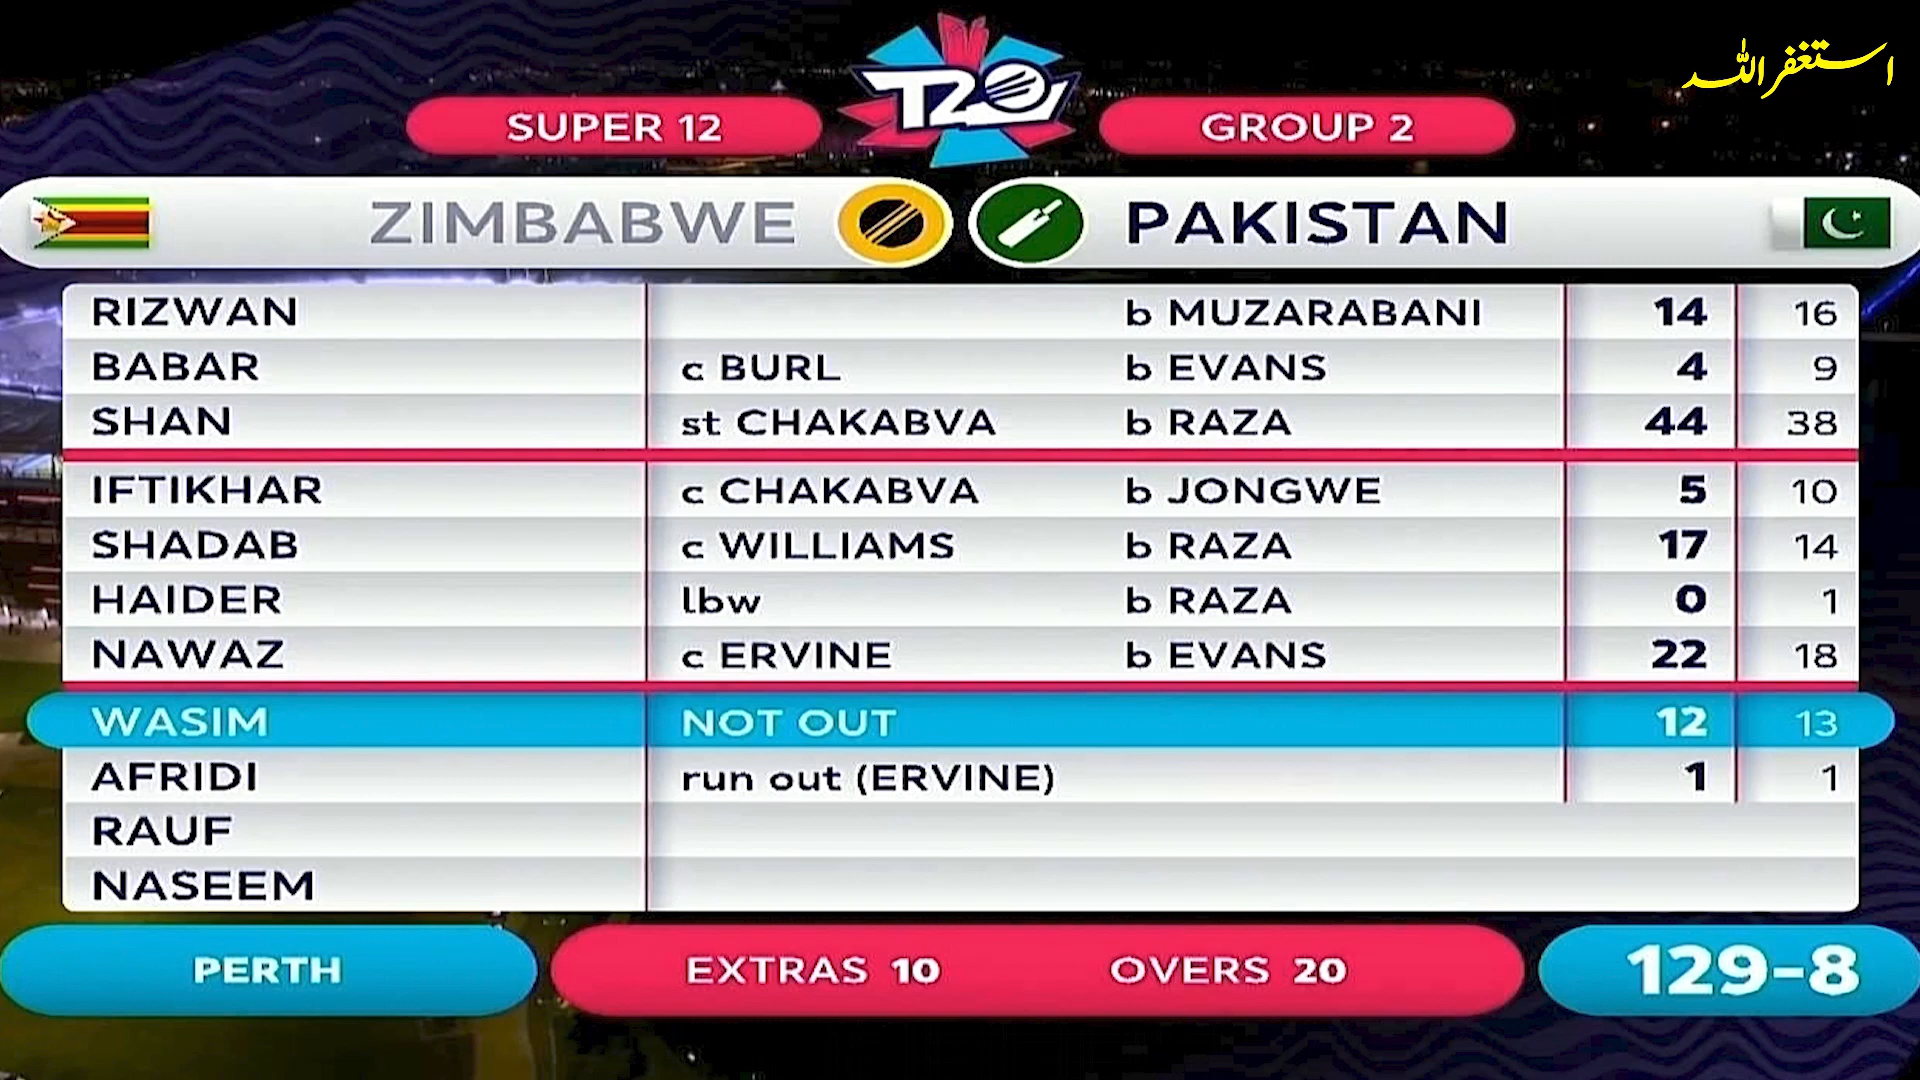 استغفر اللہ
T20
SUPER 12
GROUP 2
ZIMBABWE
PAKISTAN
RIZWAN b MUZARABANI 14 16
BABAR c BURL b EVANS 4 9
SHAN st CHAKABVA b RAZA 44 38
IFTIKHAR c CHAKABVA b JONGWE 5 10
SHADAB c WILLIAMS b RAZA 17 14
HAIDER lbw b RAZA 0 1
NAWAZ c ERVINE b EVANS 22 18
WASIM NOT OUT 12 13
AFRIDI run out (ERVINE) 1 1
RAUF
NASEEM
PERTH EXTRAS 10 OVERS 20 129-8